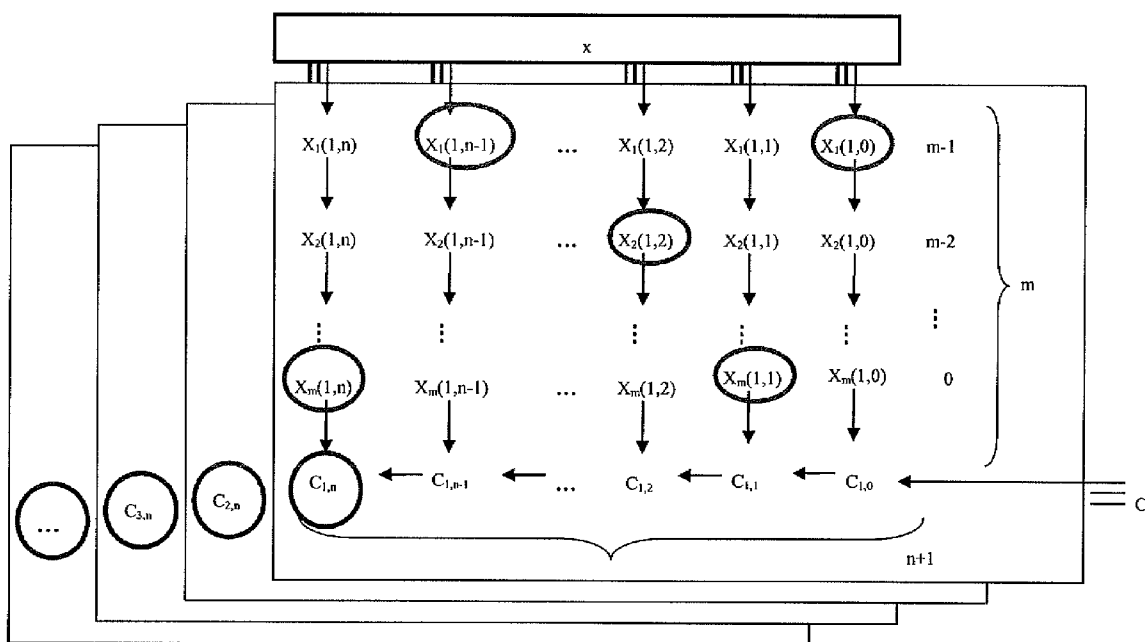 x
X₁(1,n) X₁(1,n-1) ... X₁(1,2) X₁(1,1) X₁(1,0) m-1
X₂(1,n) X₂(1,n-1) ... X₂(1,2) X₂(1,1) X₂(1,0) m-2
m
⋮ ⋮ ⋮ ⋮ ⋮ ⋮
Xₘ(1,n) Xₘ(1,n-1) ... Xₘ(1,2) Xₘ(1,1) Xₘ(1,0) 0
... C₃,ₙ C₂,ₙ C₁,ₙ C₁,ₙ₋₁ ... C₁,₂ C₁,₁ C₁,₀ C
n+1